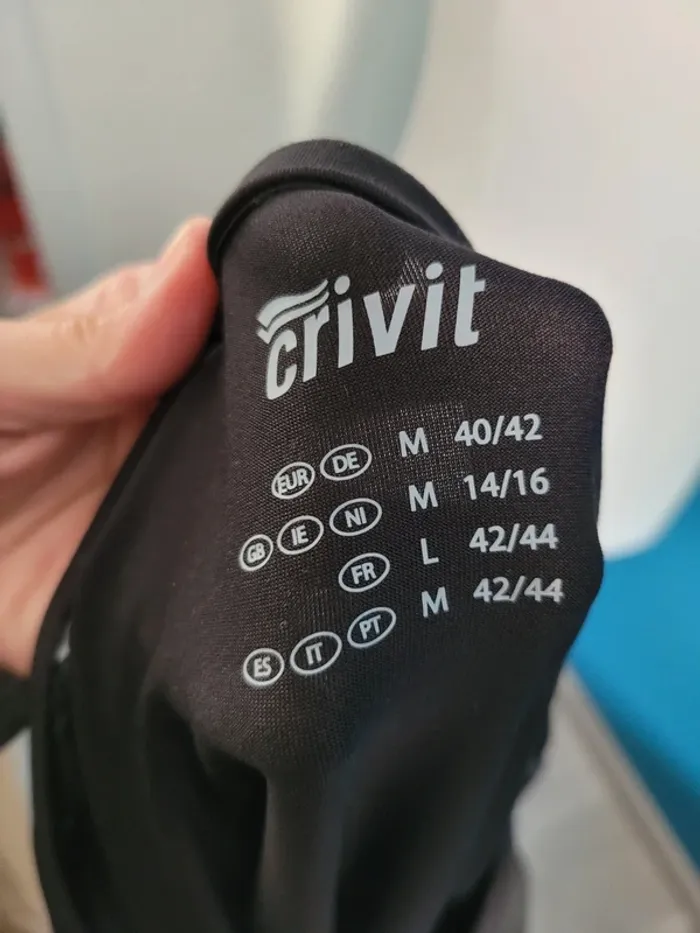 crivit
EUR DE M 40/42
GB IE NI M 14/16
FR L 42/44
ES IT PT M 42/44